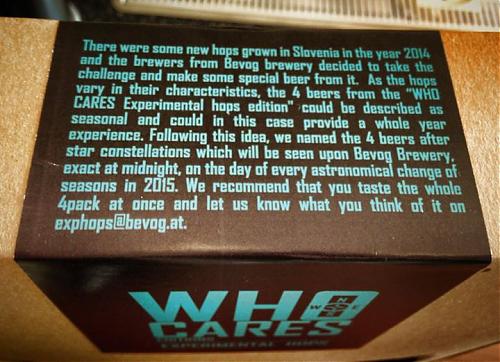 There were some new hops grown in Slovenia in the year 2014
and the brewers from Bevog brewery decided to take the
challenge and make some special beer from it. As the hops
vary in their characteristics, the 4 beers from the "WHO
CARES Experimental hops edition" could be described as
seasonal and could in this case provide a whole year
experience. Following this idea, we named the 4 beers after
star constellations which will be seen upon Bevog Brewery,
exact at midnight, on the day of every astronomical change of
seasons in 2015. We recommend that you taste the whole
4pack at once and let us know what you think of it on
exphops@bevog.at.
WHO
N
W S E
CARES
EDITION:
EXPERIMENTAL HOPS